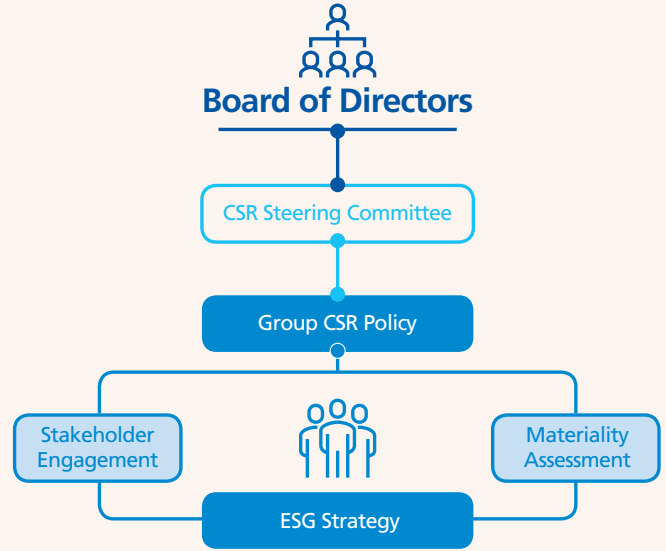 Board of Directors
CSR Steering Committee
Group CSR Policy
Stakeholder
Engagement
Materiality
Assessment
ESG Strategy